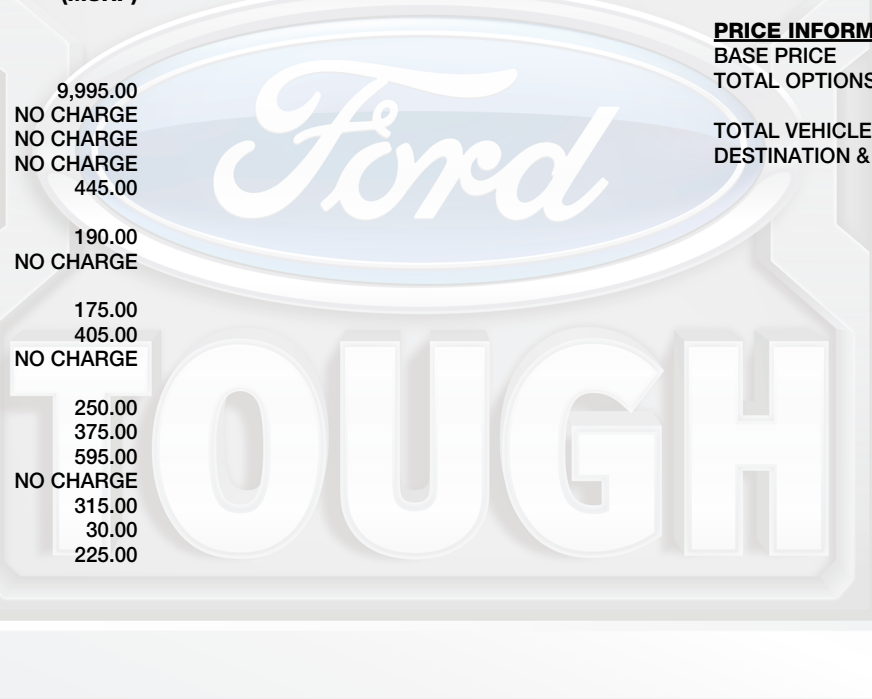 9,995.00
NO CHARGE
NO CHARGE
NO CHARGE
445.00
190.00
NO CHARGE
175.00
405.00
NO CHARGE
250.00
375.00
595.00
NO CHARGE
315.00
30.00
225.00
PRICE INFORM
BASE PRICE
TOTAL OPTIONS
TOTAL VEHICLE
DESTINATION &
Ford
TOUGH